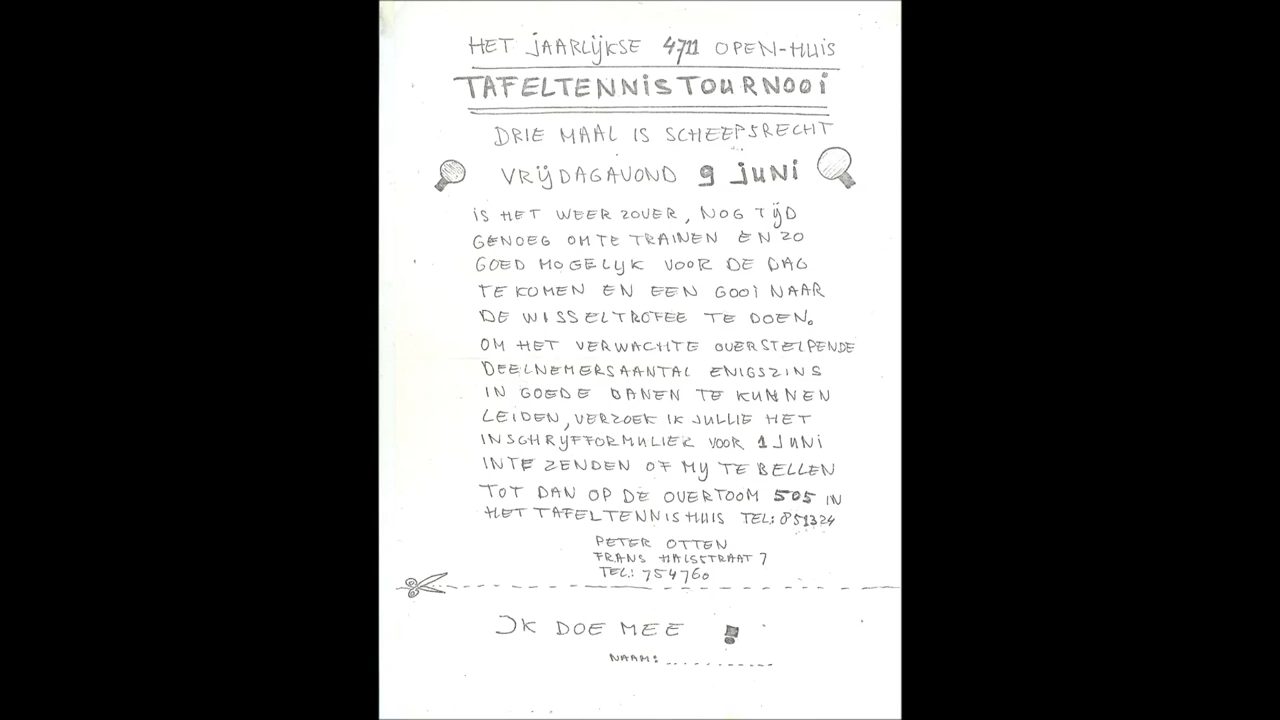 HET JAARLIJKSE 4711 OPEN-HUIS
TAFELTENNISTOURNOOI
DRIE MAAL IS SCHEEPSRECHT
VRIJDAGAVOND 9 JUNI
IS HET WEER ZOVER, NOG TIJD
GENOEG OM TE TRAINEN EN ZO
GOED MOGELIJK VOOR DE DAG
TE KOMEN EN EEN GOOI NAAR
DE WISSELTROFEE TE DOEN.
OM HET VERWACHTE OVERSTELPENDE
DEELNEMERSAANTAL ENIGSZINS
IN GOEDE BANEN TE KUNNEN
LEIDEN, VERZOEK IK JULLIE HET
INSCHRIJFFORMULIER VOOR 1 JUNI
IN TE ZENDEN OF MIJ TE BELLEN
TOT DAN OP DE OVERTOOM 505 IN
HET TAFELTENNISHUIS TEL: 851324
PETER OTTEN
FRANS HALSSTRAAT 7
TEL.: 754760
IK DOE MEE !
NAAM: ............